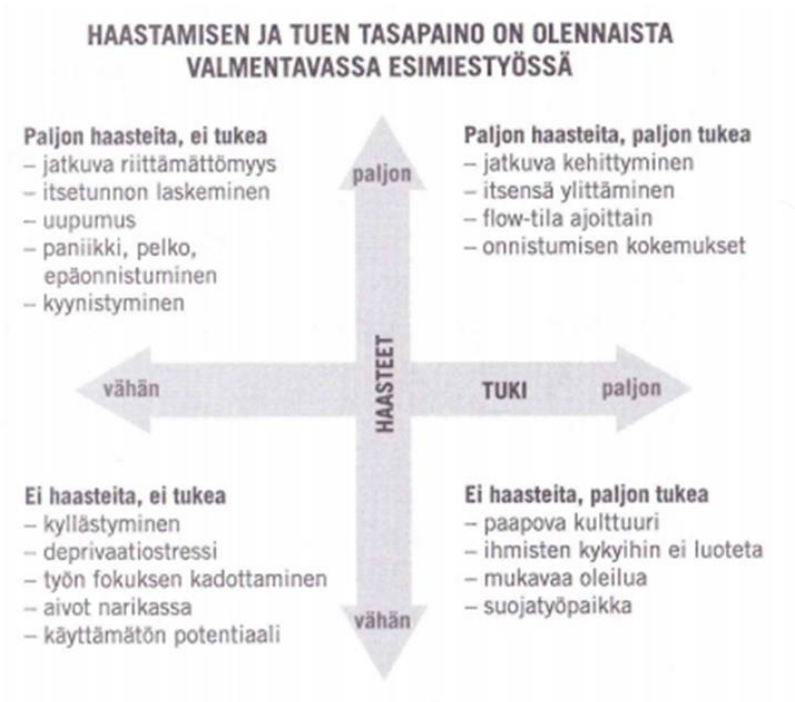 HAASTAMISEN JA TUEN TASAPAINO ON OLENNAISTA
VALMENTAVASSA ESIMIESTYÖSSÄ
Paljon haasteita, ei tukea
– jatkuva riittämättömyys
– itsetunnon laskeminen
– uupumus
– paniikki, pelko,
epäonnistuminen
– kyynistyminen
paljon
Paljon haasteita, paljon tukea
– jatkuva kehittyminen
– itsensä ylittäminen
– flow-tila ajoittain
– onnistumisen kokemukset
vähän
HAASTEET
TUKI
paljon
Ei haasteita, ei tukea
– kyllästyminen
– deprivaatiostressi
– työn fokuksen kadottaminen
– aivot narikassa
– käyttämätön potentiaali
vähän
Ei haasteita, paljon tukea
– paapova kulttuuri
– ihmisten kykyihin ei luoteta
– mukavaa oleilua
– suojatyöpaikka